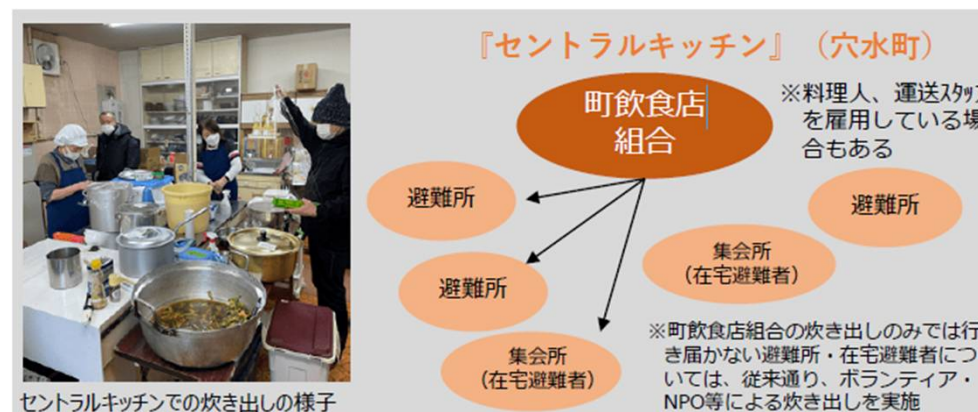 『セントラルキッチン』（穴水町）
町飲食店
組合
※料理人、運送ｽﾀｯﾌ
を雇用している場
合もある
避難所
避難所
集会所
（在宅避難者）
避難所
集会所
（在宅避難者）
※町飲食店組合の炊き出しのみでは行
き届かない避難所・在宅避難者につ
いては、従来通り、ボランティア・
NPO等による炊き出しを実施
セントラルキッチンでの炊き出しの様子